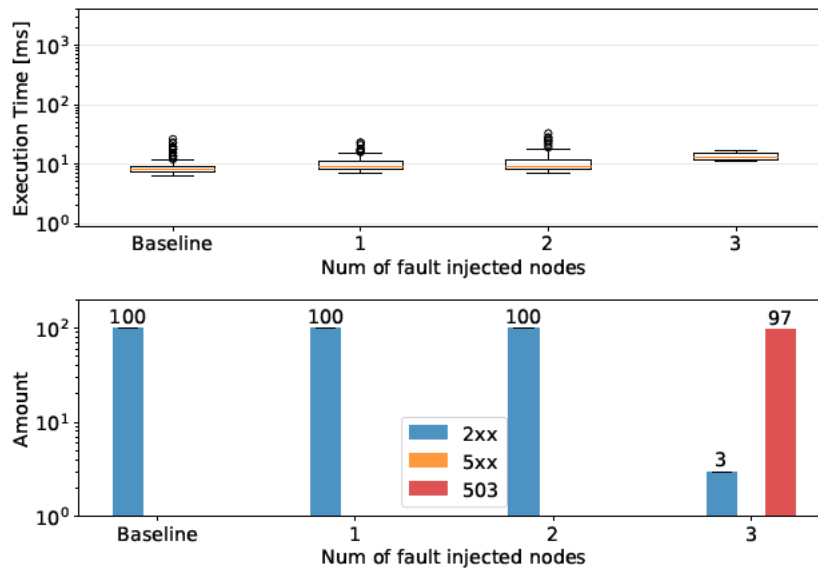 Execution Time [ms]
10³
10²
10¹
10⁰
Baseline 1 2 3
Num of fault injected nodes
Amount
10²
10¹
10⁰
100 100 100 3 97
2xx
5xx
503
Baseline 1 2 3
Num of fault injected nodes